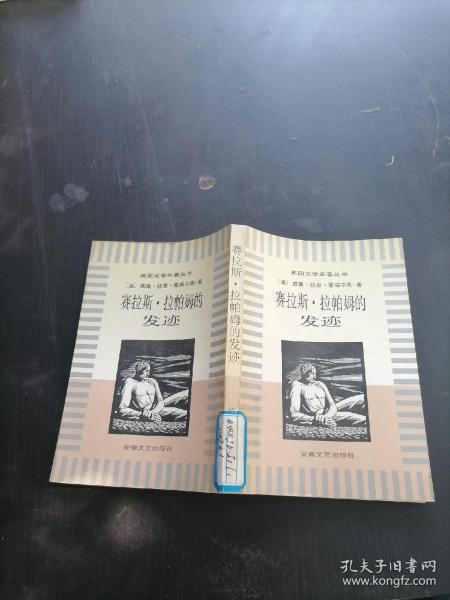 美国文学名著丛书
〔美〕威廉·狄恩·豪威尔斯 著
赛拉斯·拉帕姆的
发迹
安徽文艺出版社
赛拉斯·拉帕姆的发迹
美国文学名著丛书
〔美〕威廉·狄恩·豪威尔斯 著
赛拉斯·拉帕姆的
发迹
安徽文艺出版社
孔夫子旧书网
www.kongfz.com